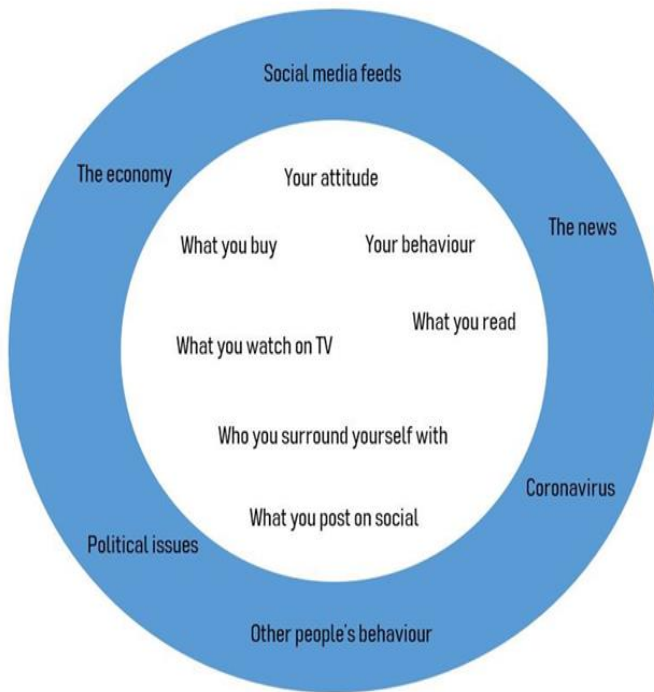 Social media feeds
The economy
Your attitude
The news
What you buy
Your behaviour
What you read
What you watch on TV
Who you surround yourself with
Coronavirus
What you post on social
Political issues
Other people's behaviour